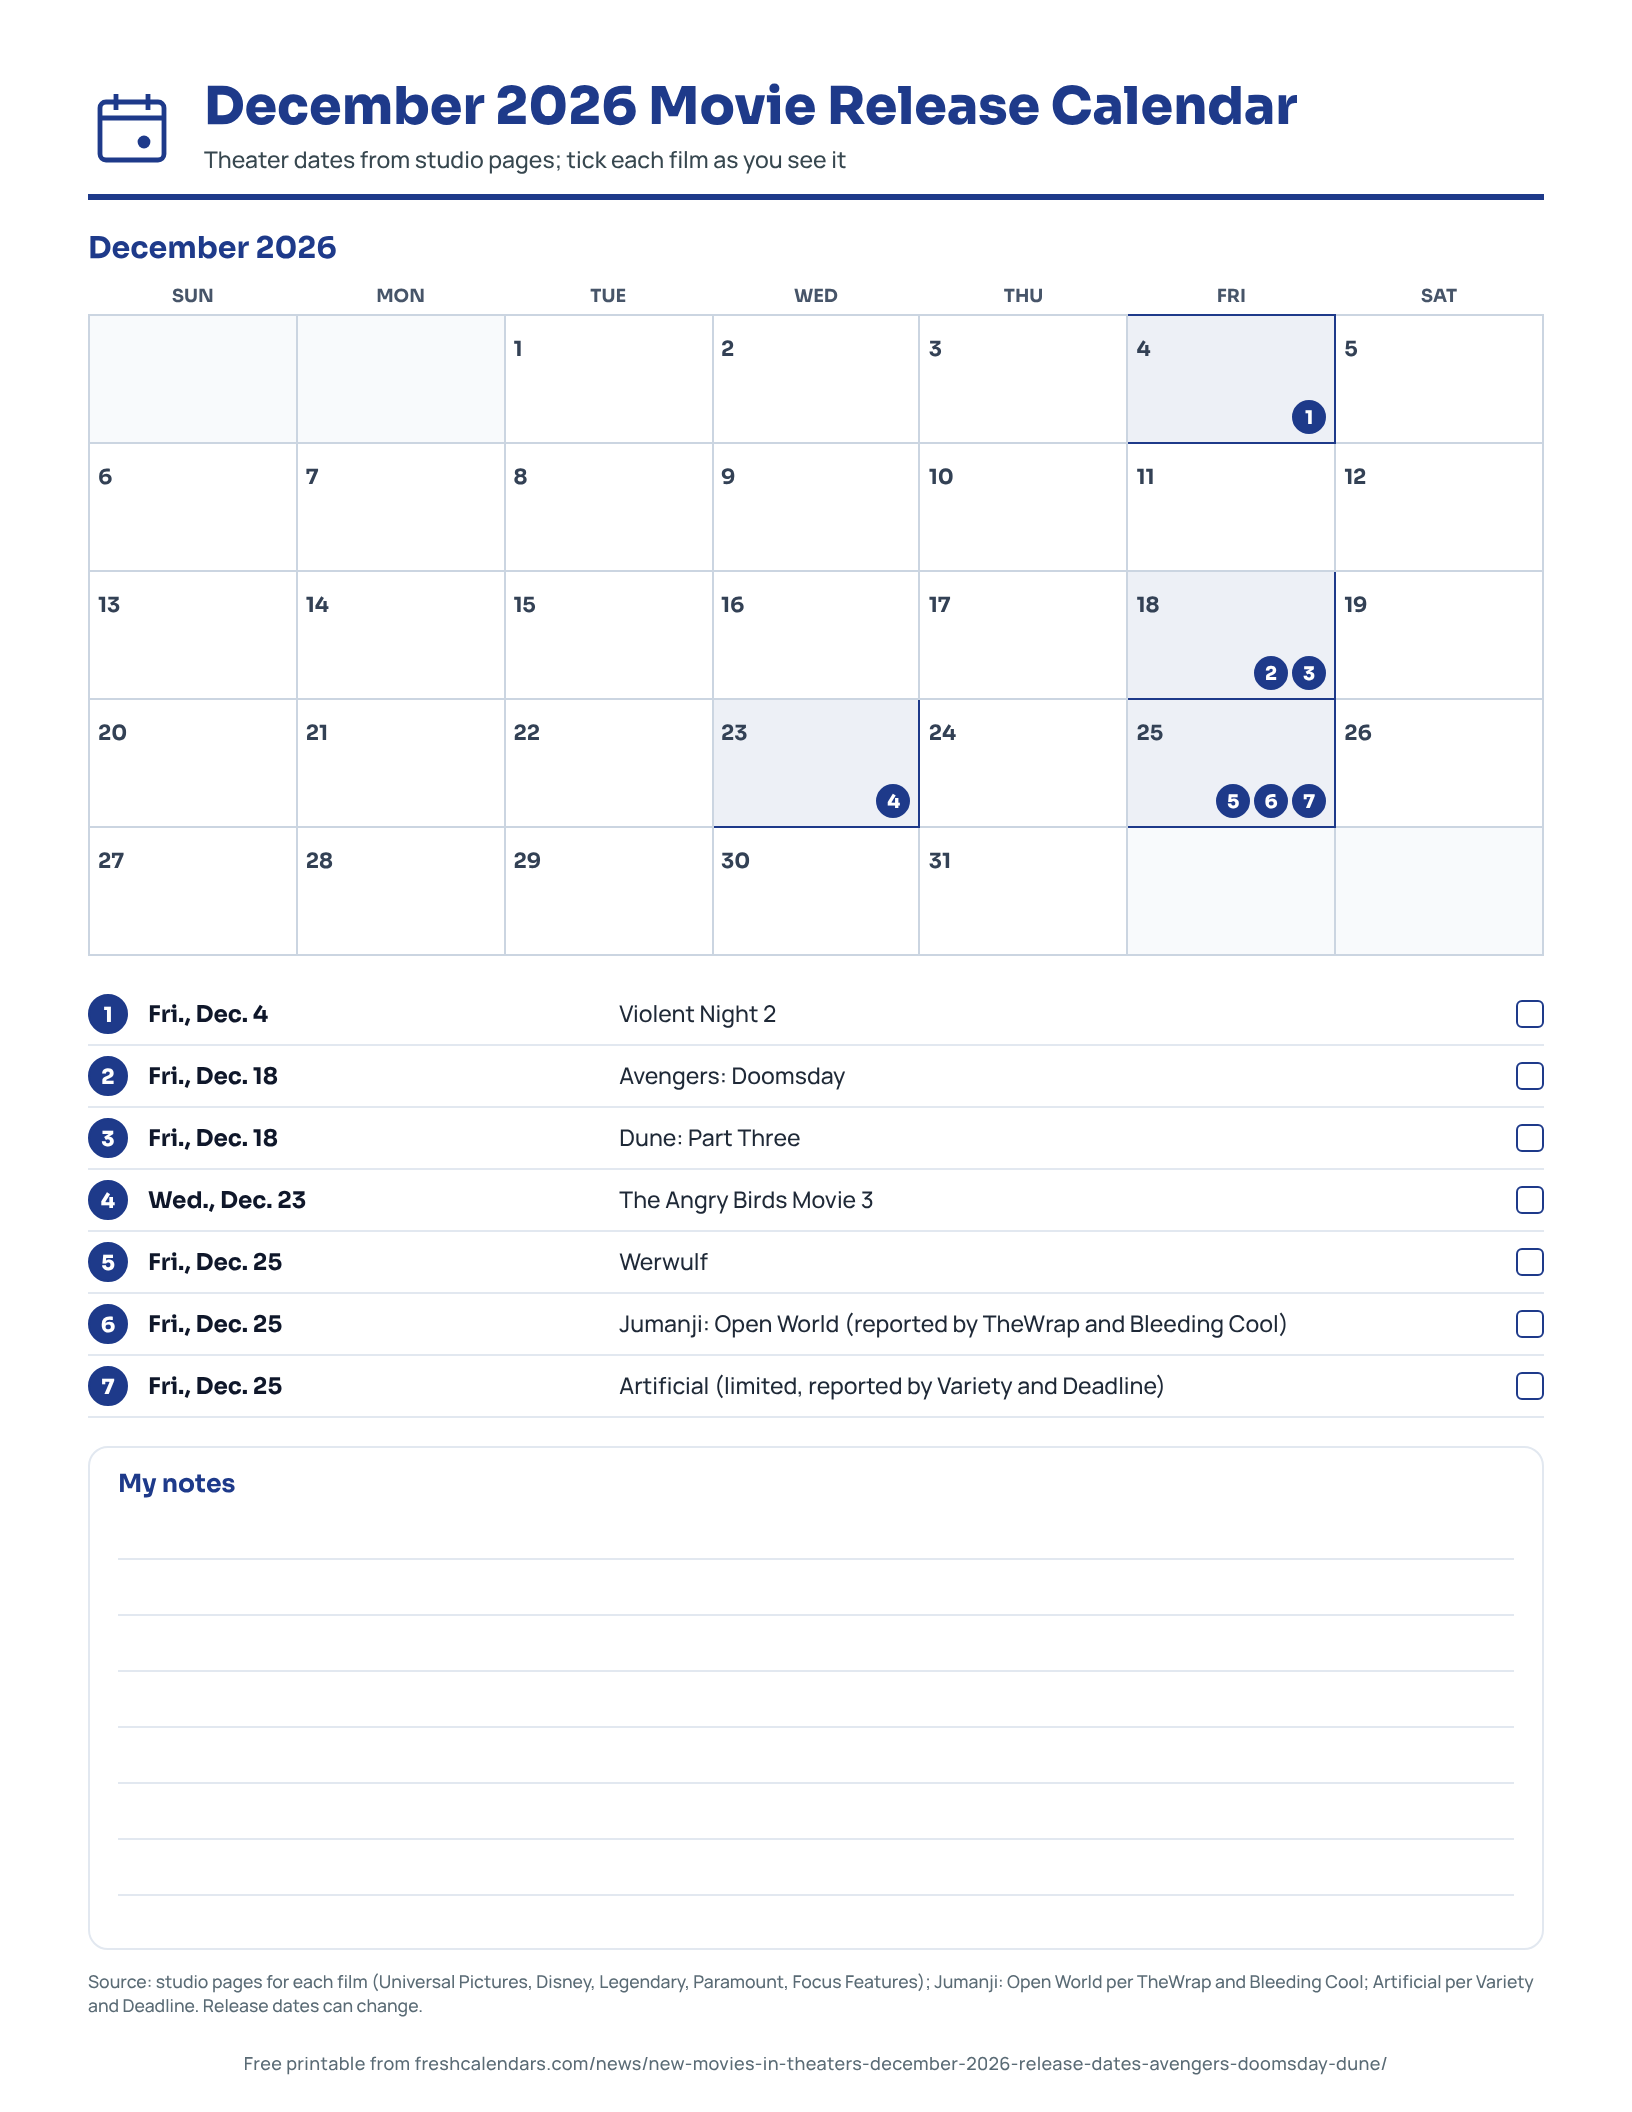 December 2026 Movie Release Calendar
Theater dates from studio pages; tick each film as you see it
December 2026
SUN MON TUE WED THU FRI SAT
1 2 3 4 5
1
6 7 8 9 10 11 12
13 14 15 16 17 18 19
2 3
20 21 22 23 24 25 26
4 5 6 7
27 28 29 30 31
1 Fri., Dec. 4 Violent Night 2
2 Fri., Dec. 18 Avengers: Doomsday
3 Fri., Dec. 18 Dune: Part Three
4 Wed., Dec. 23 The Angry Birds Movie 3
5 Fri., Dec. 25 Werwulf
6 Fri., Dec. 25 Jumanji: Open World (reported by TheWrap and Bleeding Cool)
7 Fri., Dec. 25 Artificial (limited, reported by Variety and Deadline)
My notes
Source: studio pages for each film (Universal Pictures, Disney, Legendary, Paramount, Focus Features); Jumanji: Open World per TheWrap and Bleeding Cool; Artificial per Variety
and Deadline. Release dates can change.
Free printable from freshcalendars.com/news/new-movies-in-theaters-december-2026-release-dates-avengers-doomsday-dune/